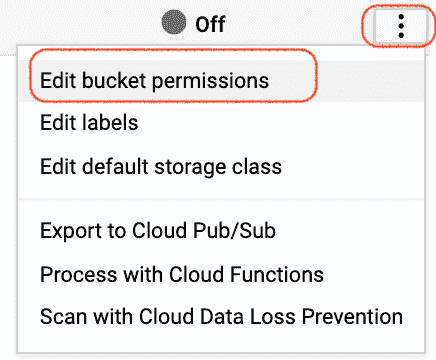 Off
Edit bucket permissions
Edit labels
Edit default storage class
Export to Cloud Pub/Sub
Process with Cloud Functions
Scan with Cloud Data Loss Prevention